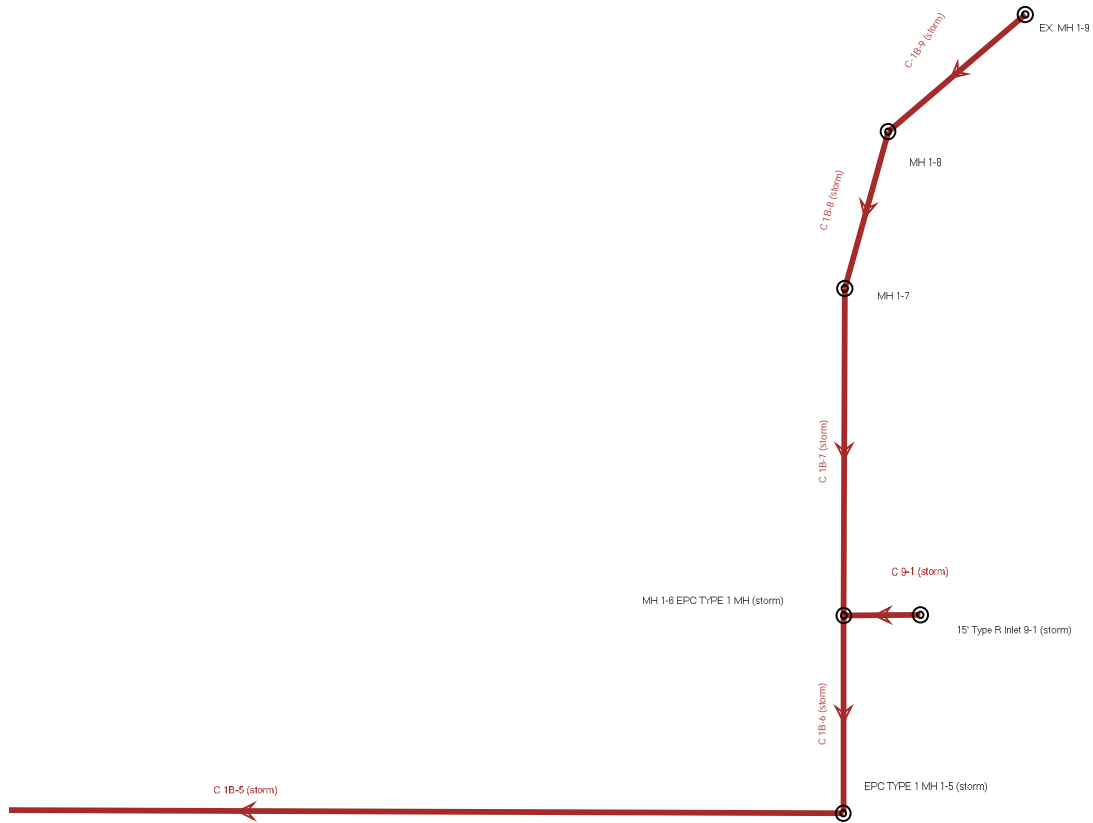 C-1B-9 (storm)
EX. MH 1-9
MH 1-8
C 1B-8 (storm)
MH 1-7
C 1B-7 (storm)
C 9-1 (storm)
MH 1-6 EPC TYPE 1 MH (storm)
15' Type R Inlet 9-1 (storm)
C 1B-6 (storm)
EPC TYPE 1 MH 1-5 (storm)
C 1B-5 (storm)